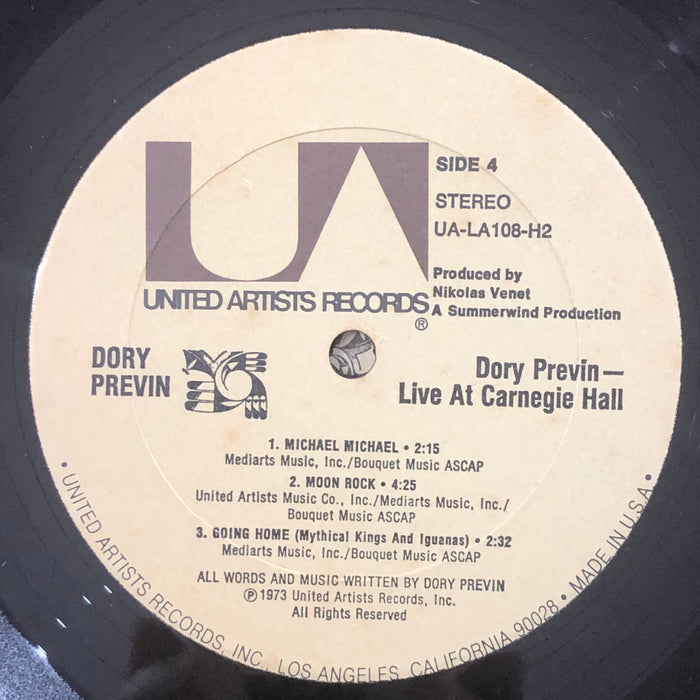 UA
SIDE 4
STEREO
UA-LA108-H2
Produced by
Nikolas Venet
A Summerwind Production
UNITED ARTISTS RECORDS
®
DORY
PREVIN
Dory Previn—
Live At Carnegie Hall
1. MICHAEL MICHAEL • 2:15
Mediarts Music, Inc./Bouquet Music ASCAP
2. MOON ROCK • 4:25
United Artists Music Co., Inc./Mediarts Music, Inc./
Bouquet Music ASCAP
3. GOING HOME (Mythical Kings And Iguanas) • 2:32
Mediarts Music, Inc./Bouquet Music ASCAP
ALL WORDS AND MUSIC WRITTEN BY DORY PREVIN
℗ 1973 United Artists Records, Inc.
All Rights Reserved
• UNITED ARTISTS RECORDS, INC., LOS ANGELES, CALIFORNIA 90028 • MADE IN U.S.A •